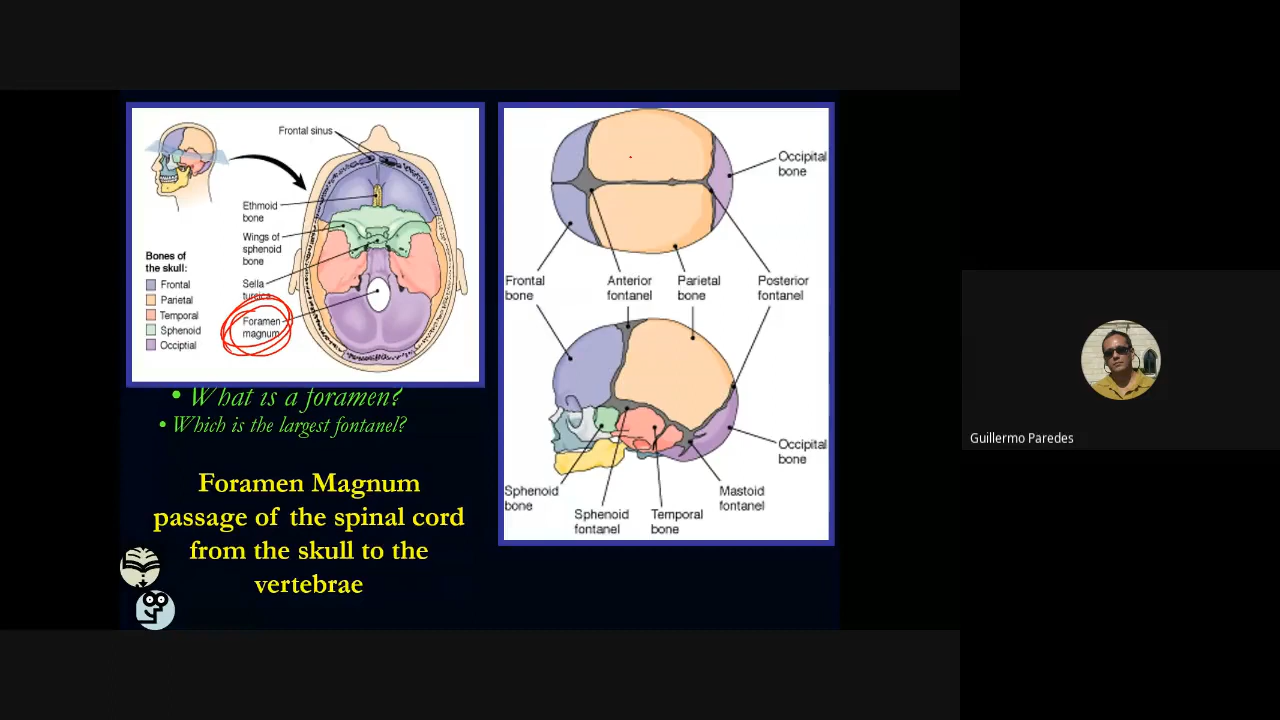 Frontal sinus
Ethmoid
bone
Wings of
sphenoid
bone
Sella
turcica
Foramen
magnum
Bones of
the skull:
Frontal
Parietal
Temporal
Sphenoid
Occiptial
• What is a foramen?
• Which is the largest fontanel?
Foramen Magnum
passage of the spinal cord
from the skull to the
vertebrae
Occipital
bone
Frontal
bone
Anterior
fontanel
Parietal
bone
Posterior
fontanel
Occipital
bone
Sphenoid
bone
Sphenoid
fontanel
Temporal
bone
Mastoid
fontanel
Guillermo Paredes